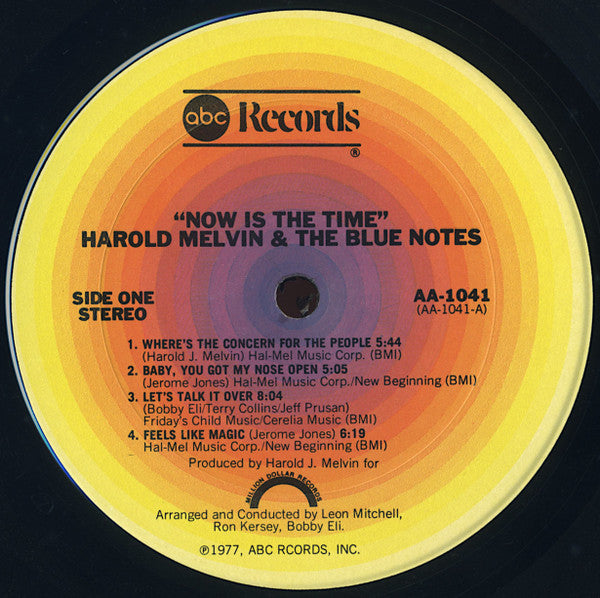 abc Records
®
"NOW IS THE TIME"
HAROLD MELVIN & THE BLUE NOTES
SIDE ONE
STEREO
AA-1041
(AA-1041-A)
1. WHERE'S THE CONCERN FOR THE PEOPLE 5:44
(Harold J. Melvin) Hal-Mel Music Corp. (BMI)
2. BABY, YOU GOT MY NOSE OPEN 5:05
(Jerome Jones) Hal-Mel Music Corp./New Beginning (BMI)
3. LET'S TALK IT OVER 8:04
(Bobby Eli/Terry Collins/Jeff Prusan)
Friday's Child Music/Cerelia Music (BMI)
4. FEELS LIKE MAGIC (Jerome Jones) 6:19
Hal-Mel Music Corp./New Beginning (BMI)
Produced by Harold J. Melvin for
MILLION DOLLAR RECORDS
Arranged and Conducted by Leon Mitchell,
Ron Kersey, Bobby Eli.
℗1977, ABC RCORDS, INC.